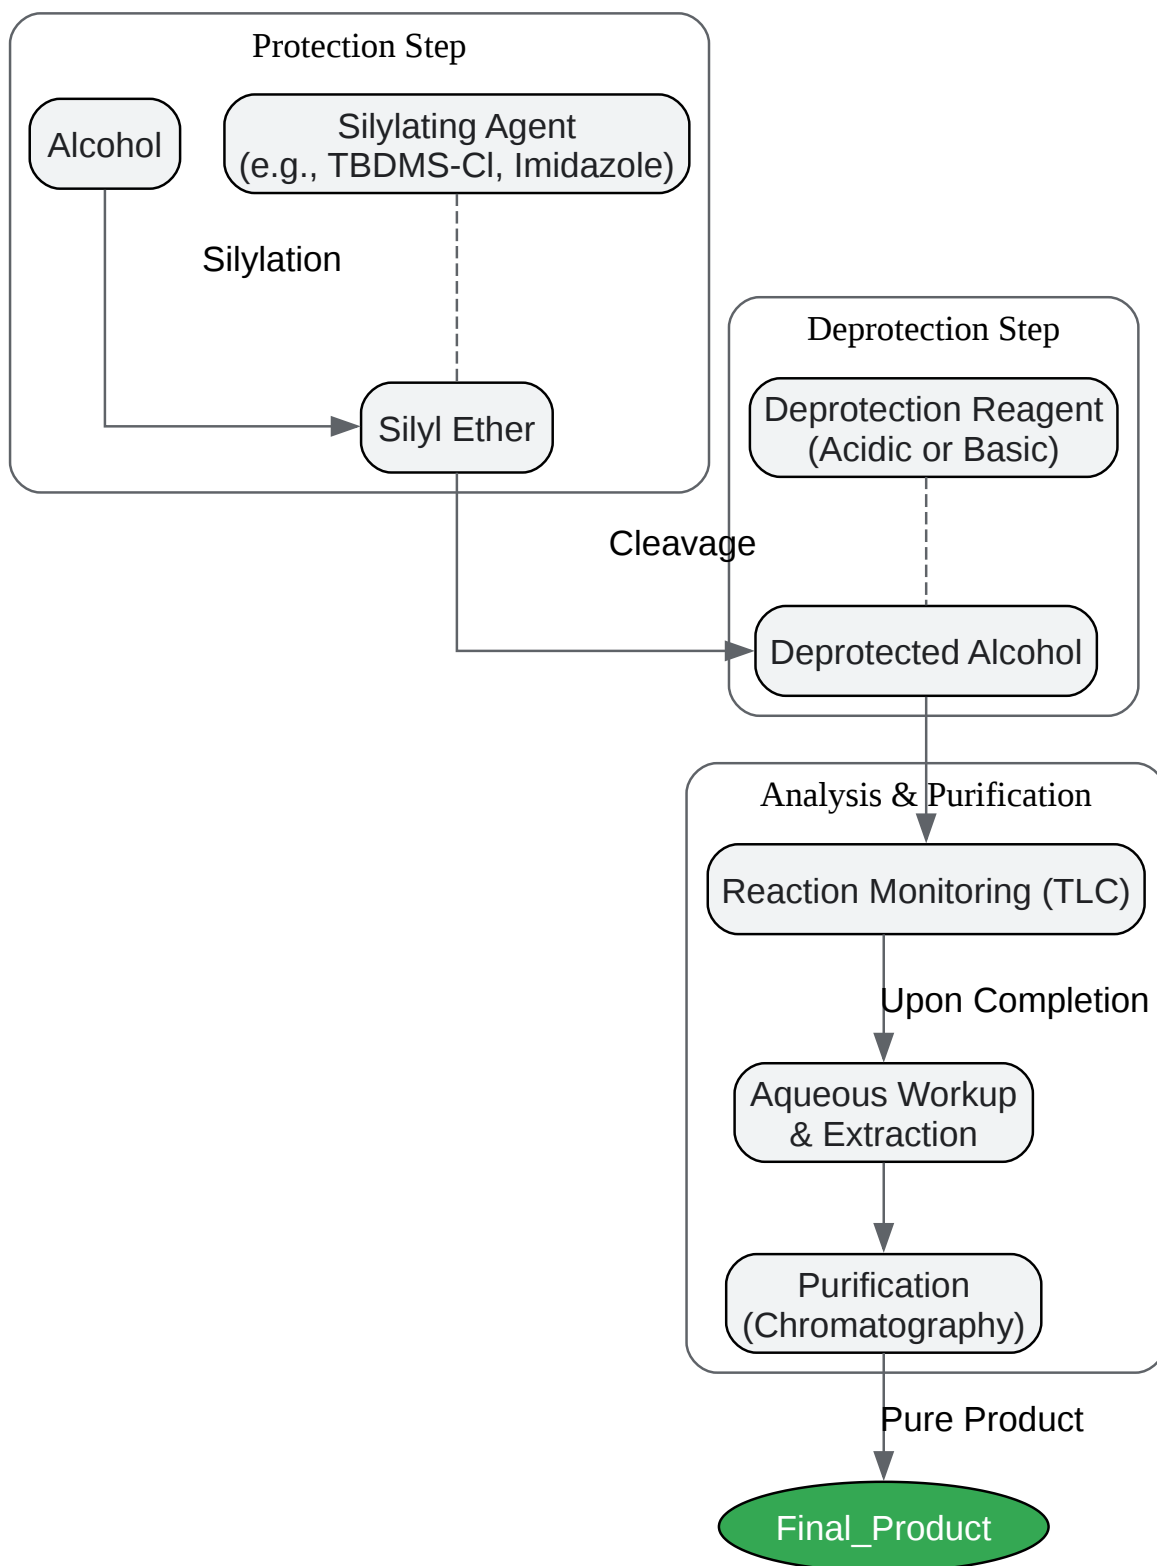 Protection Step
Alcohol
Silylating Agent
(e.g., TBDMS-Cl, Imidazole)
Silylation
Silyl Ether
Deprotection Step
Deprotection Reagent
(Acidic or Basic)
Cleavage
Deprotected Alcohol
Analysis & Purification
Reaction Monitoring (TLC)
Upon Completion
Aqueous Workup
& Extraction
Purification
(Chromatography)
Pure Product
Final_Product